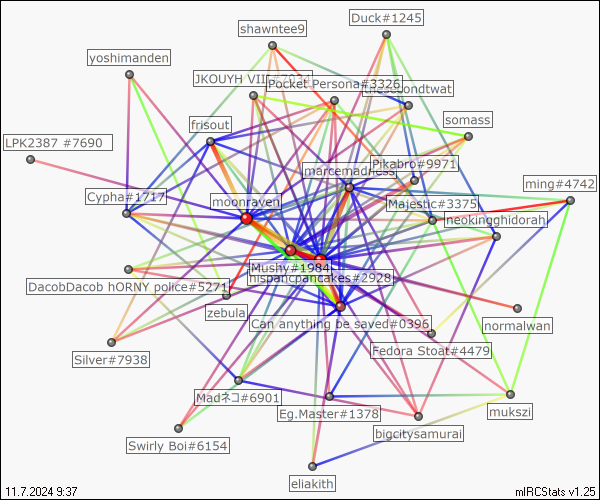 Duck#1245
shawntee9
yoshimanden
JKOUYH VII
Pocket Persona#3326
somass
frisout
LPK2387 #7690
marcemadness
Pikabro#9971
ming#4742
Cypha#1717
moonraven
Majestic#3375
neokingghidorah
Mushy#1984
hispanicpancakes#2928
DacobDacob hORNY police#5271
zebula
Can anything be saved#0396
normalwan
Silver#7938
Fedora Stoat#4479
Madネコ#6901
Eg.Master#1378
mukszi
bigcitysamurai
Swirly Boi#6154
eliakith
11.7.2024 9:37
mIRCStats v1.25